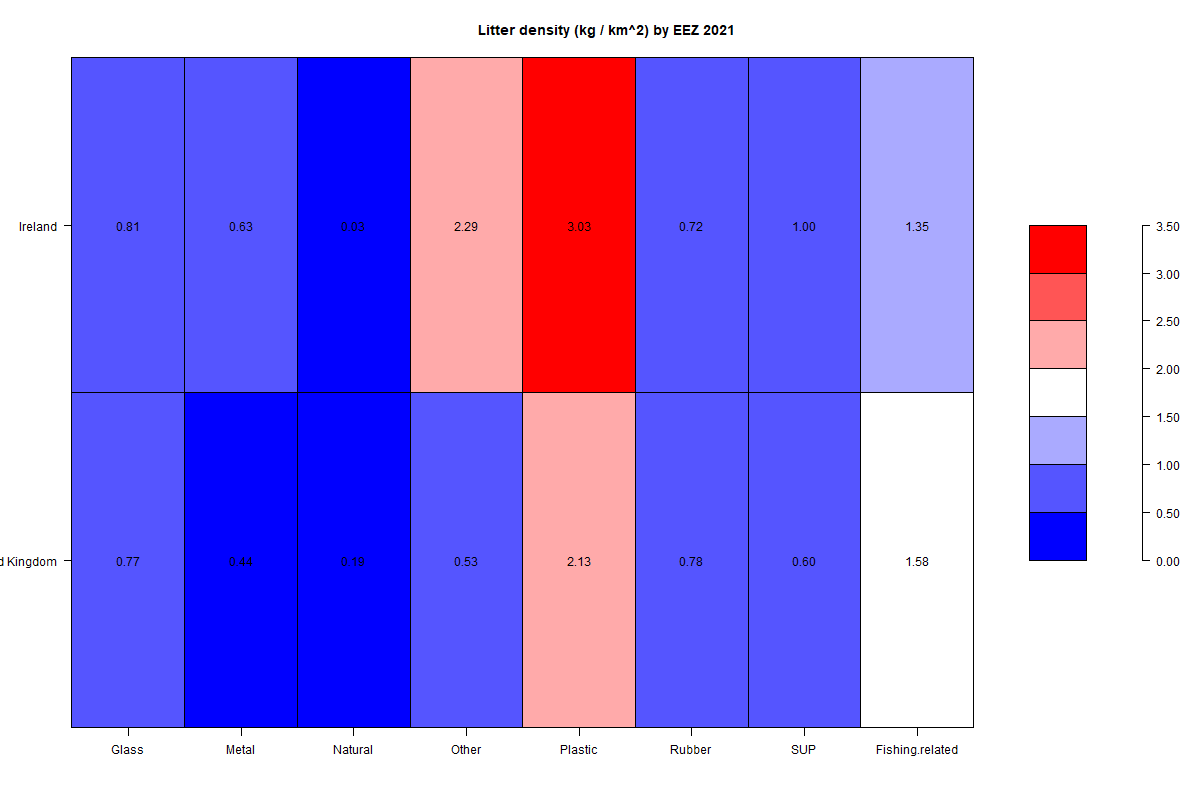 Litter density (kg / km^2) by EEZ 2021
Ireland
0.81 0.63 0.03 2.29 3.03 0.72 1.00 1.35
d Kingdom
0.77 0.44 0.19 0.53 2.13 0.78 0.60 1.58
Glass Metal Natural Other Plastic Rubber SUP Fishing.related
3.50
3.00
2.50
2.00
1.50
1.00
0.50
0.00